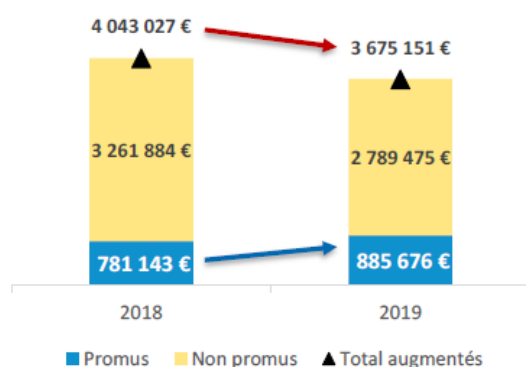 4 043 027 €
3 675 151 €
3 261 884 €
2 789 475 €
781 143 €
885 676 €
2018
2019
Promus
Non promus
Total augmentés